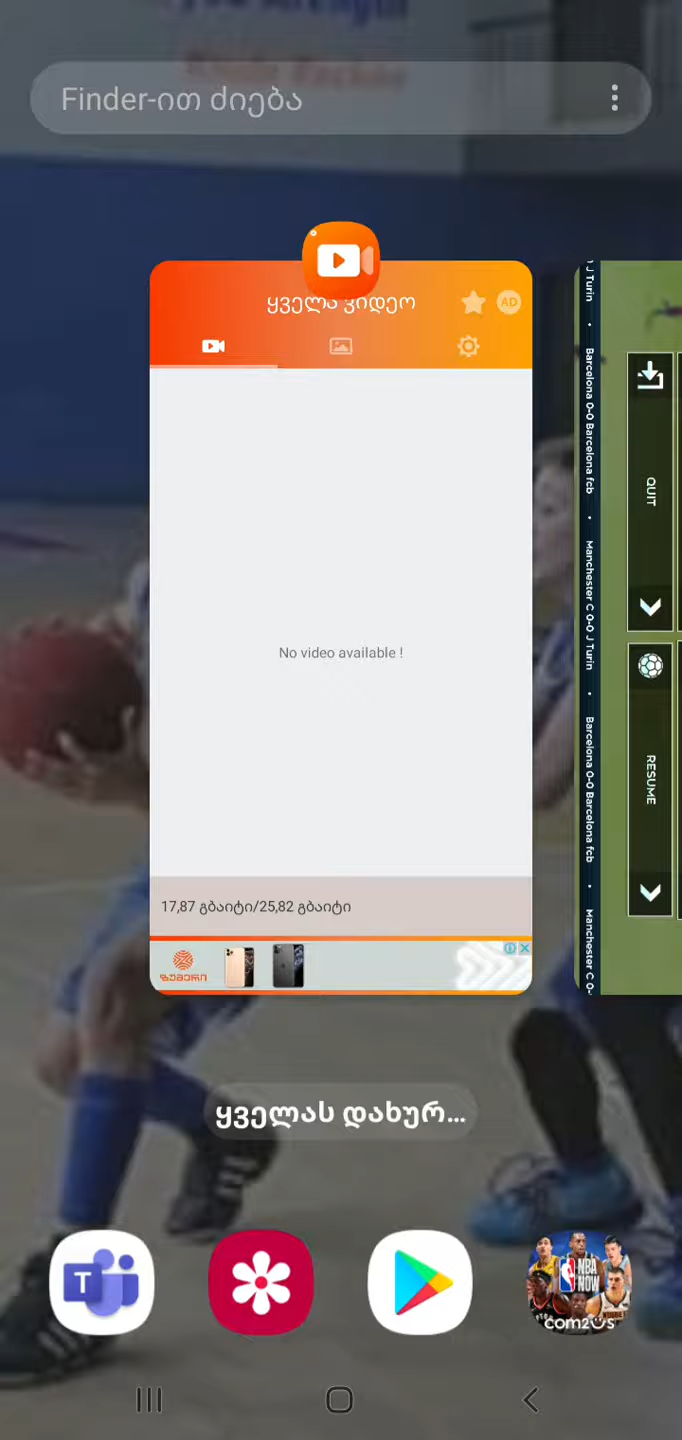 Finder-ით ძიება
ყველა ვიდეო
AD
No video available !
17,87 გბაიტი/25,82 გბაიტი
ზუმერი
J Turin • Barcelona 0-0 Barcelona fcb • Manchester C 0-0 J Turin • Barcelona 0-0 Barcelona fcb • Manchester C 0-
QUIT
RESUME
ყველას დახურ...
T
NBA
NOW
com2us